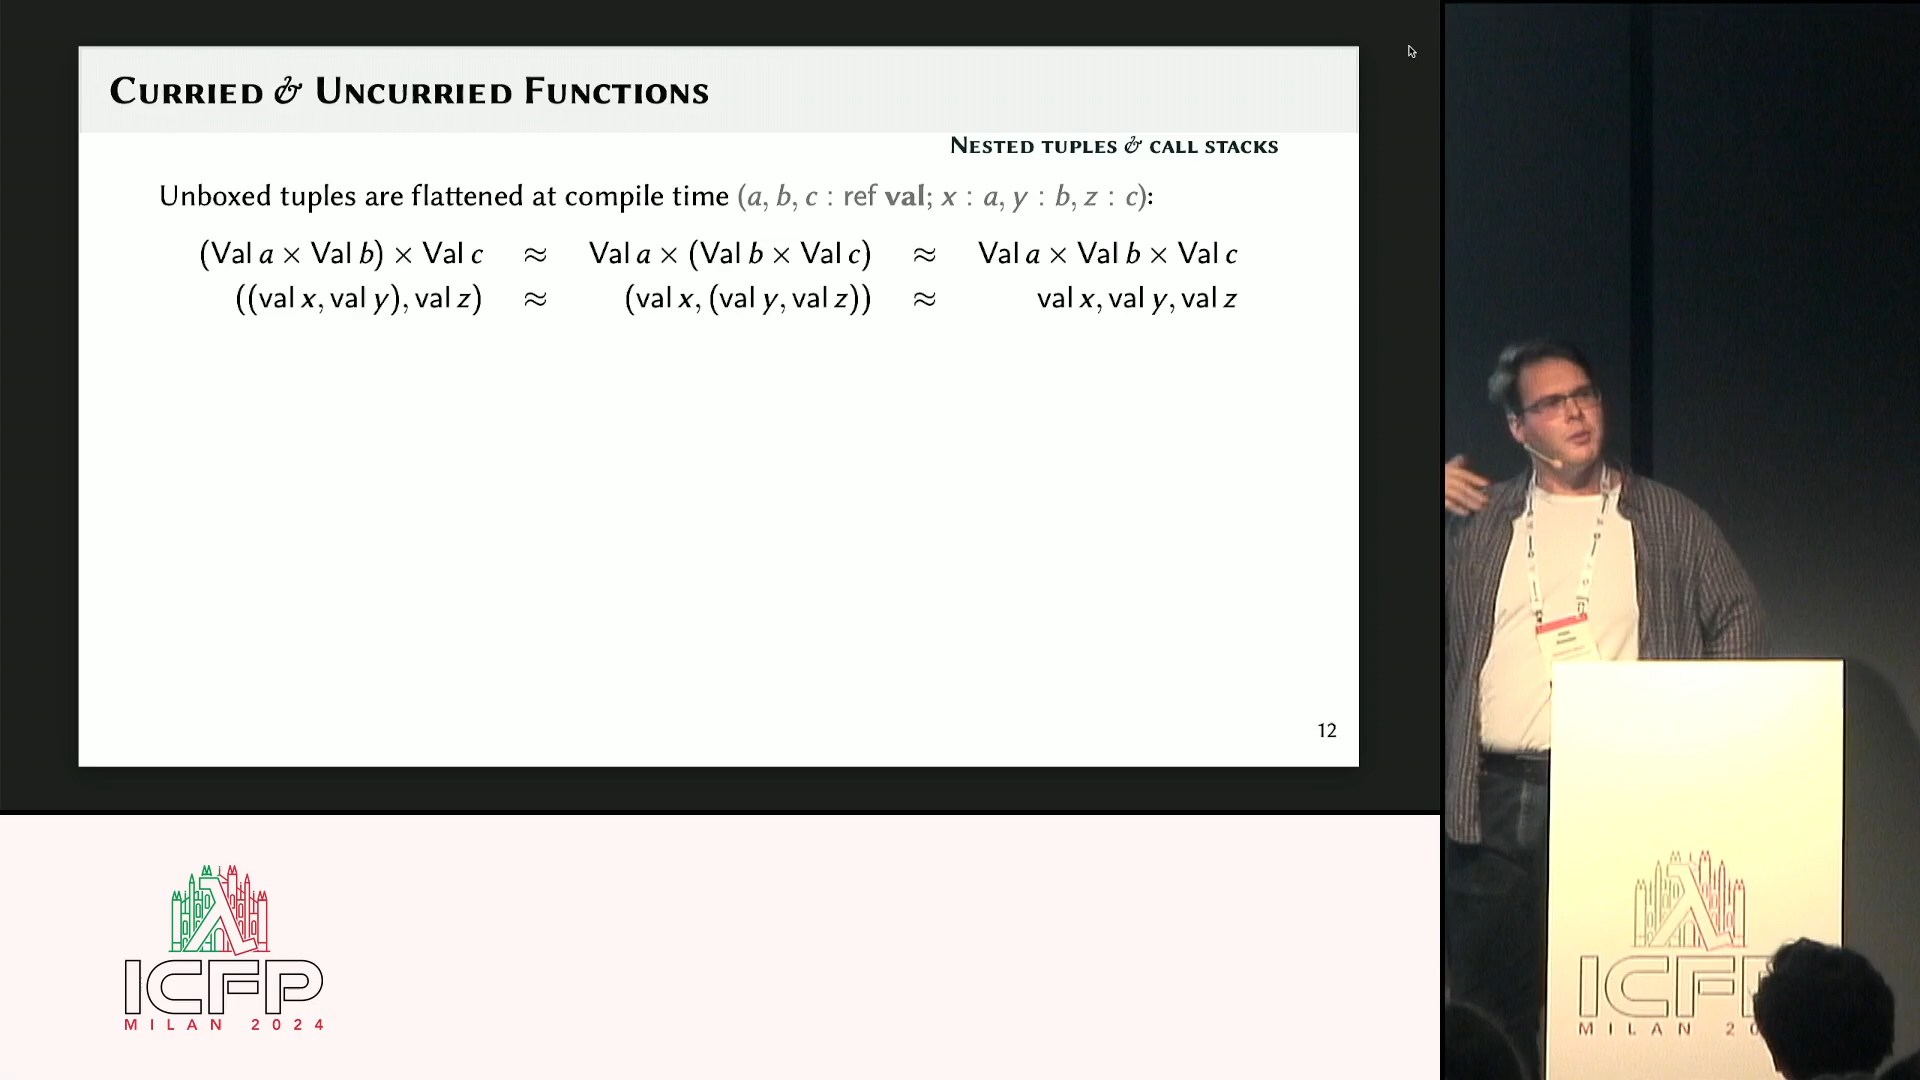 Curried & Uncurried Functions
Nested tuples & call stacks
Unboxed tuples are flattened at compile time (a, b, c : ref val; x : a, y : b, z : c):
(Val a × Val b) × Val c ≈ Val a × (Val b × Val c) ≈ Val a × Val b × Val c
((val x, val y), val z) ≈ (val x, (val y, val z)) ≈ val x, val y, val z
12
ICFP
MILAN 2024
ICFP
MILAN 20